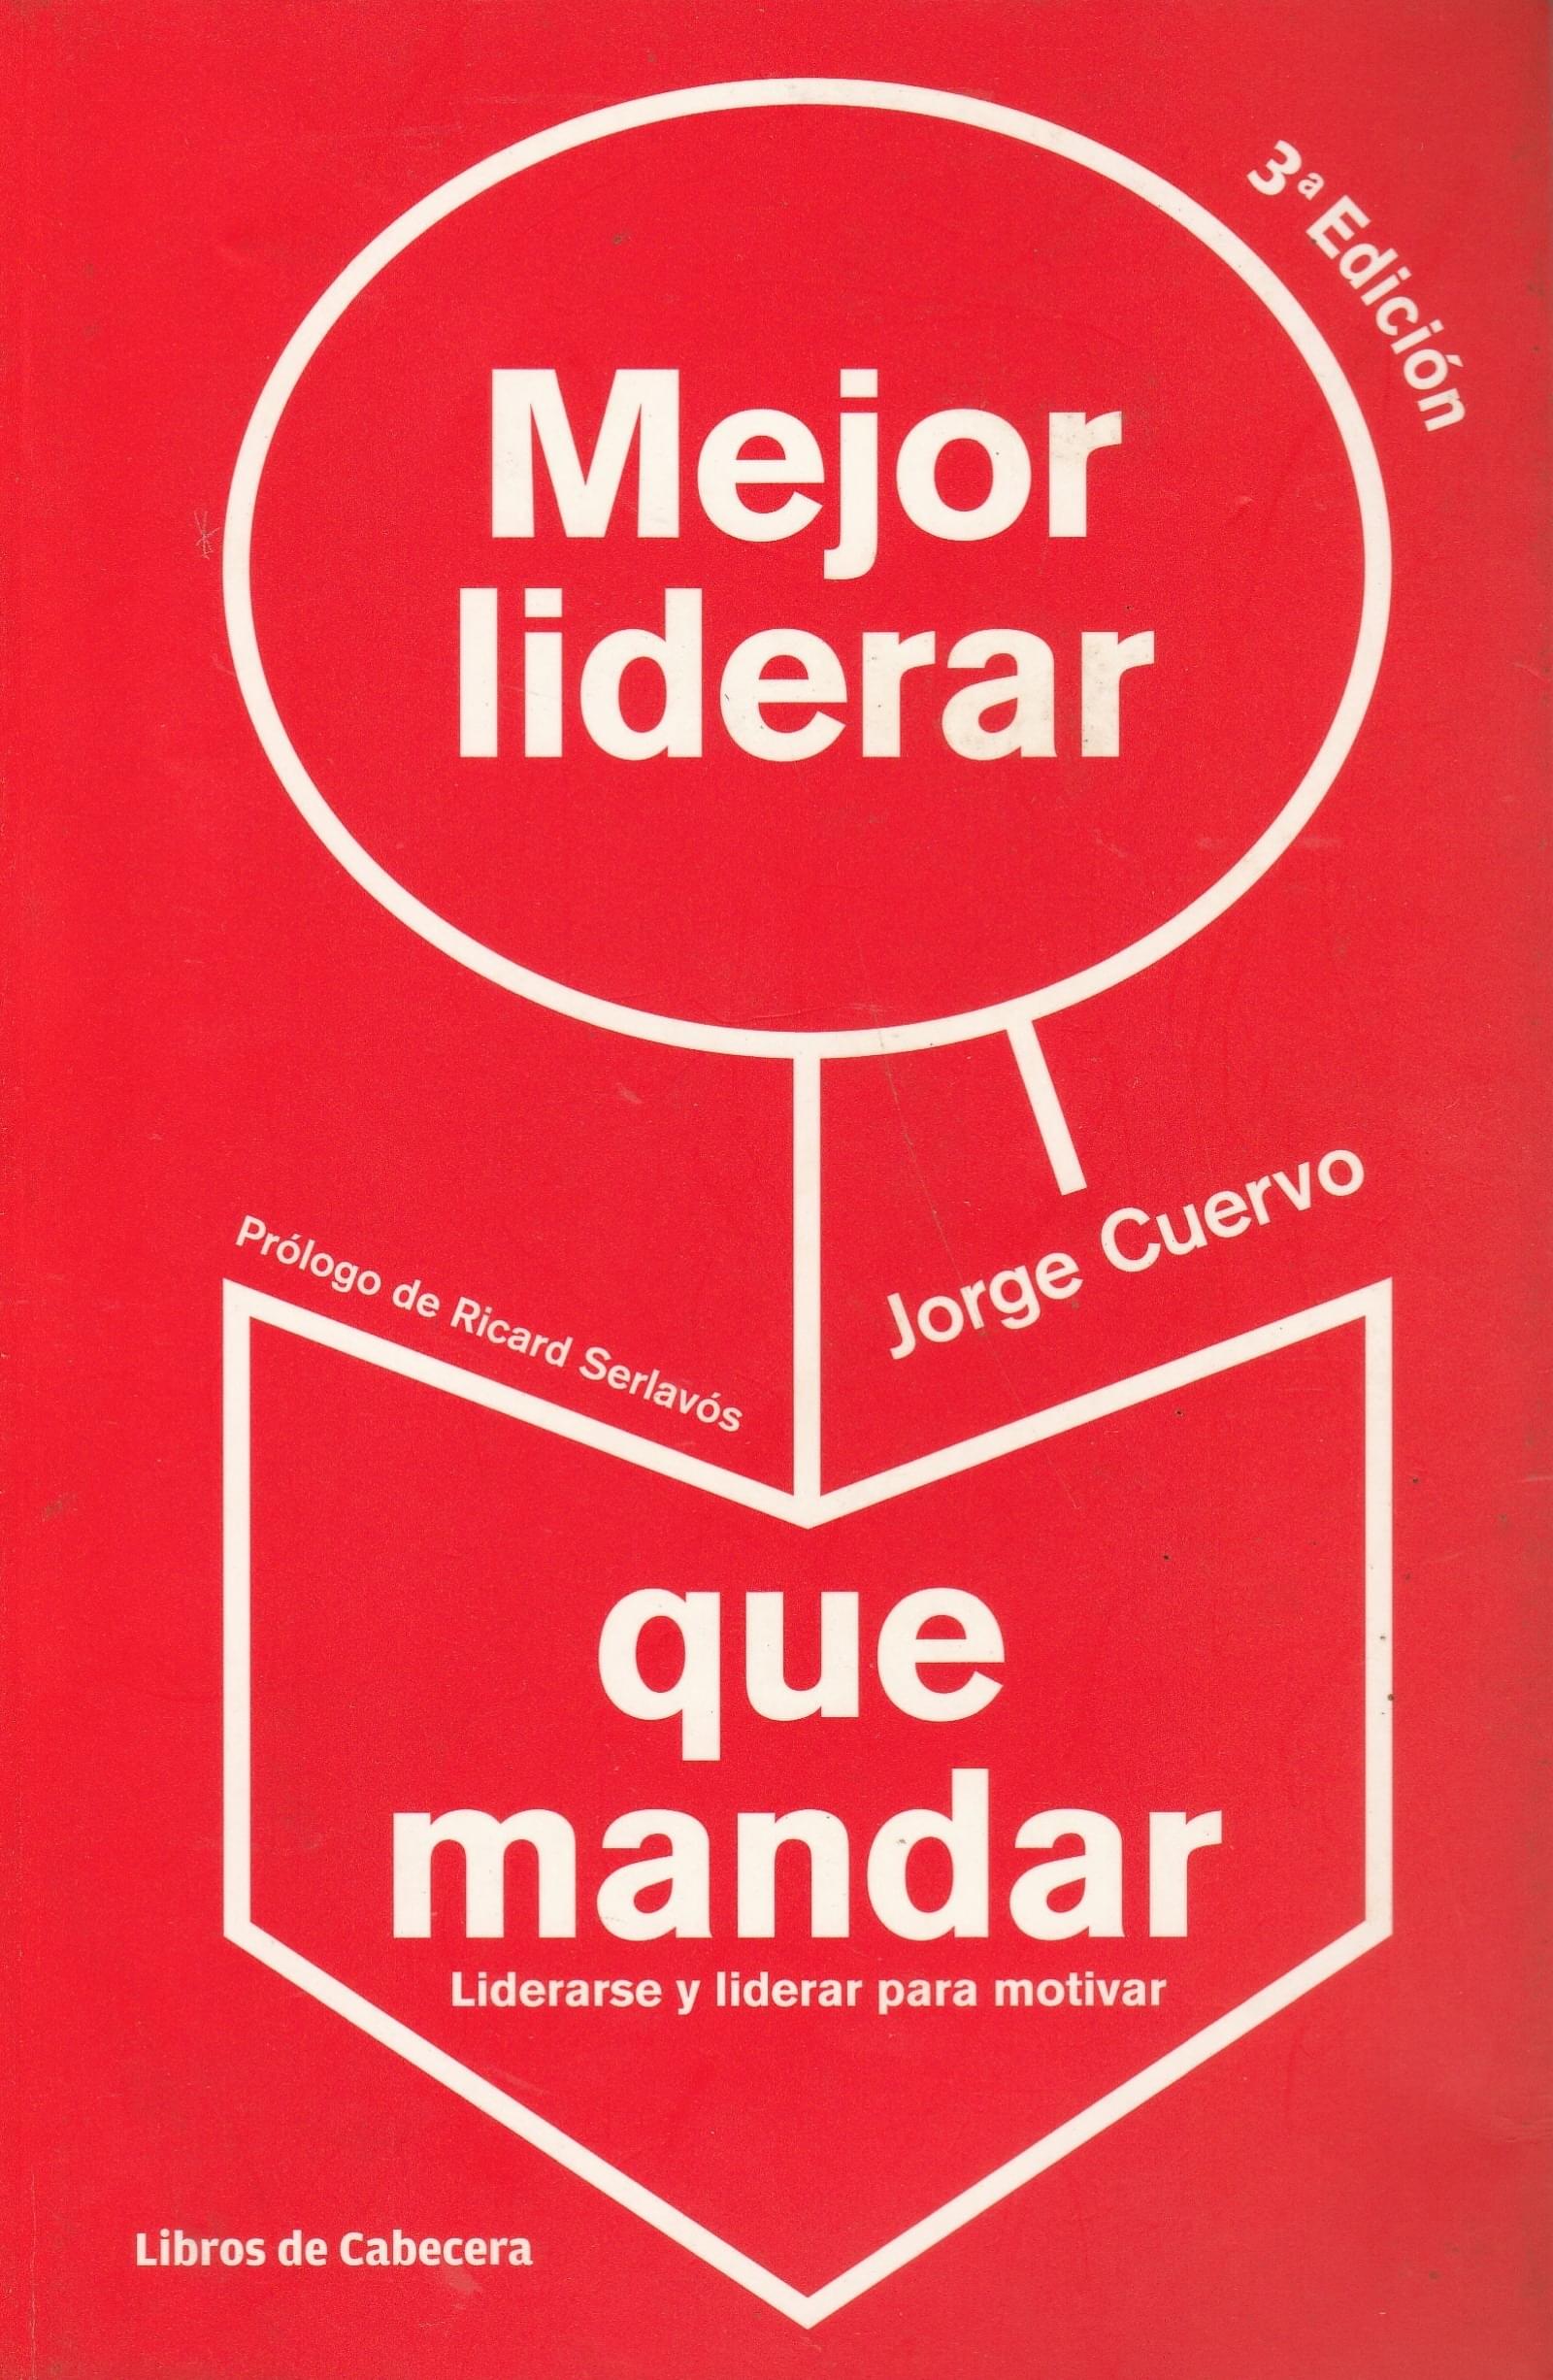 3ª Edición
Mejor
liderar
Jorge Cuervo
Prólogo de Ricard Serlavós
que
mandar
Liderarse y liderar para motivar
Libros de Cabecera